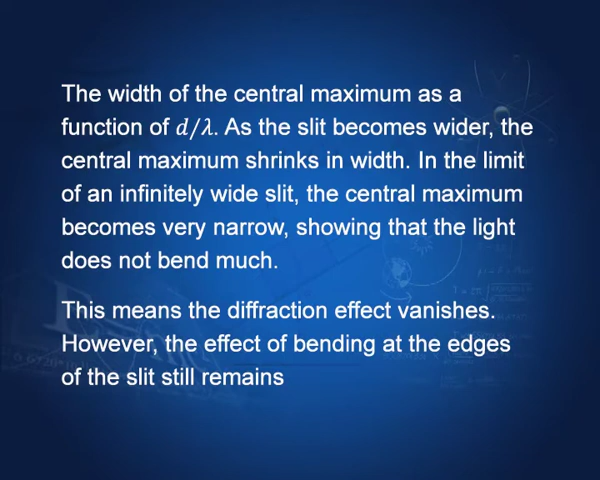 The width of the central maximum as a
function of d/λ. As the slit becomes wider, the
central maximum shrinks in width. In the limit
of an infinitely wide slit, the central maximum
becomes very narrow, showing that the light
does not bend much.
This means the diffraction effect vanishes.
However, the effect of bending at the edges
of the slit still remains